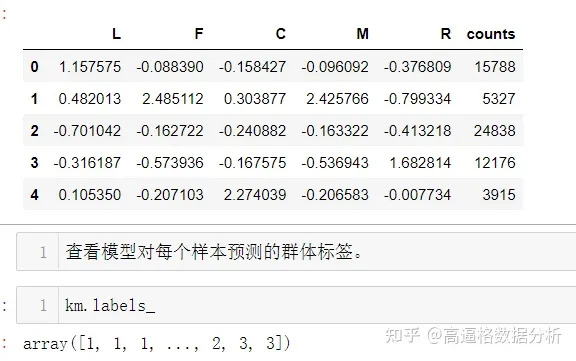 :
L F C M R counts
0 1.157575 -0.088390 -0.158427 -0.096092 -0.376809 15788
1 0.482013 2.485112 0.303877 2.425766 -0.799334 5327
2 -0.701042 -0.162722 -0.240882 -0.163322 -0.413218 24838
3 -0.316187 -0.573936 -0.167575 -0.536943 1.682814 12176
4 0.105350 -0.207103 2.274039 -0.206583 -0.007734 3915
1 查看模型对每个样本预测的群体标签。
: 1 km.labels_
: array([1, 1, 1, ..., 2, 3, 3])
知乎 @高逼格数据分析